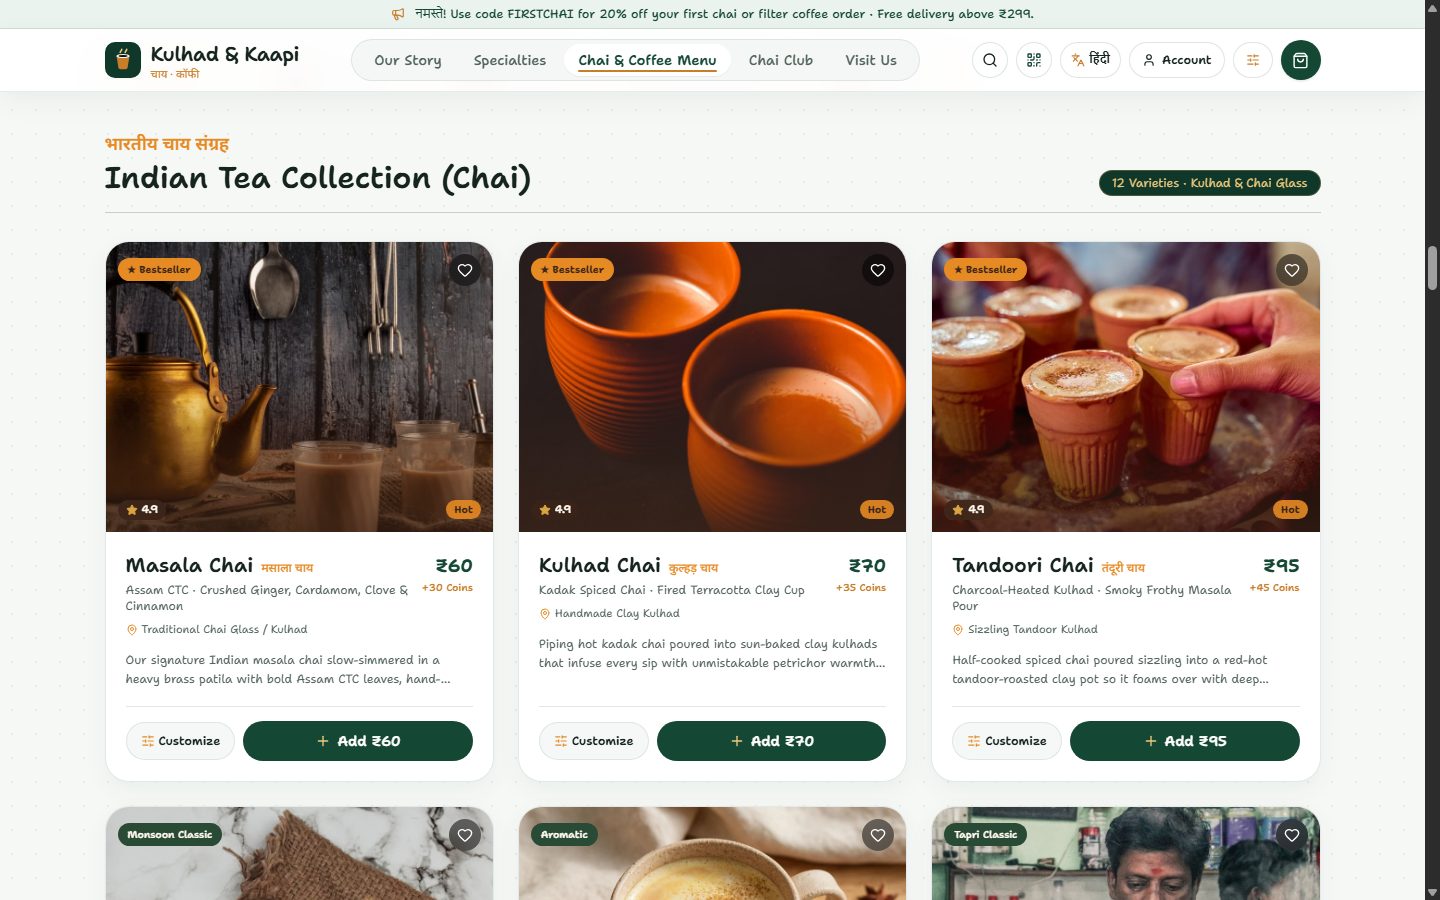 नमस्ते! Use code FIRSTCHAI for 20% off your first chai or filter coffee order · Free delivery above ₹299.
Kulhad & Kaapi
चाय · कॉफी
Our Story
Specialties
Chai & Coffee Menu
Chai Club
Visit Us
हिंदी
Account
भारतीय चाय संग्रह
Indian Tea Collection (Chai)
12 Varieties · Kulhad & Chai Glass
★ Bestseller
4.9
Hot
Masala Chai मसाला चाय ₹60
Assam CTC · Crushed Ginger, Cardamom, Clove & +30 Coins
Cinnamon
Traditional Chai Glass / Kulhad
Our signature Indian masala chai slow-simmered in a
heavy brass patila with bold Assam CTC leaves, hand-...
Customize
+ Add ₹60
★ Bestseller
4.9
Hot
Kulhad Chai कुल्हड़ चाय ₹70
Kadak Spiced Chai · Fired Terracotta Clay Cup +35 Coins
Handmade Clay Kulhad
Piping hot kadak chai poured into sun-baked clay kulhads
that infuse every sip with unmistakable petrichor warmth...
Customize
+ Add ₹70
★ Bestseller
4.9
Hot
Tandoori Chai तंदूरी चाय ₹95
Charcoal-Heated Kulhad · Smoky Frothy Masala +45 Coins
Pour
Sizzling Tandoor Kulhad
Half-cooked spiced chai poured sizzling into a red-hot
tandoor-roasted clay pot so it foams over with deep...
Customize
+ Add ₹95
Monsoon Classic
Aromatic
Tapri Classic